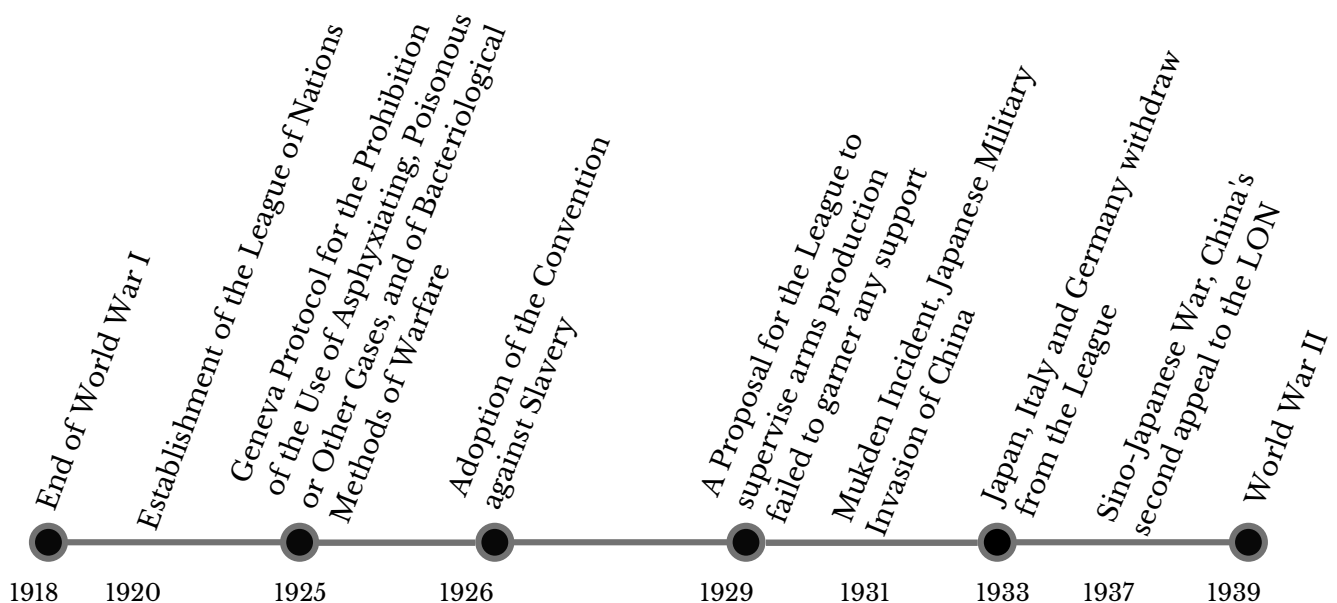 End of World War I
Establishment of the League of Nations
Geneva Protocol for the Prohibition
of the Use of Asphyxiating, Poisonous
or Other Gases, and of Bacteriological
Methods of Warfare
Adoption of the Convention
against Slavery
A Proposal for the League to
supervise arms production
failed to garner any support
Mukden Incident, Japanese Military
Invasion of China
Japan, Italy and Germany withdraw
from the League
Sino-Japanese War, China's
second appeal to the LON
World War II
1918
1920
1925
1926
1929
1931
1933
1937
1939